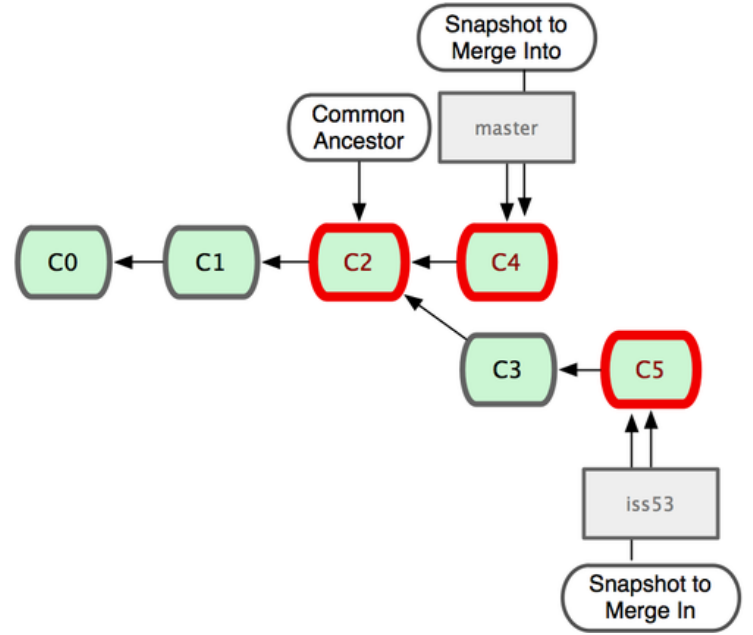 Snapshot to
Merge Into
Common
Ancestor
master
C0
C1
C2
C4
C3
C5
iss53
Snapshot to
Merge In